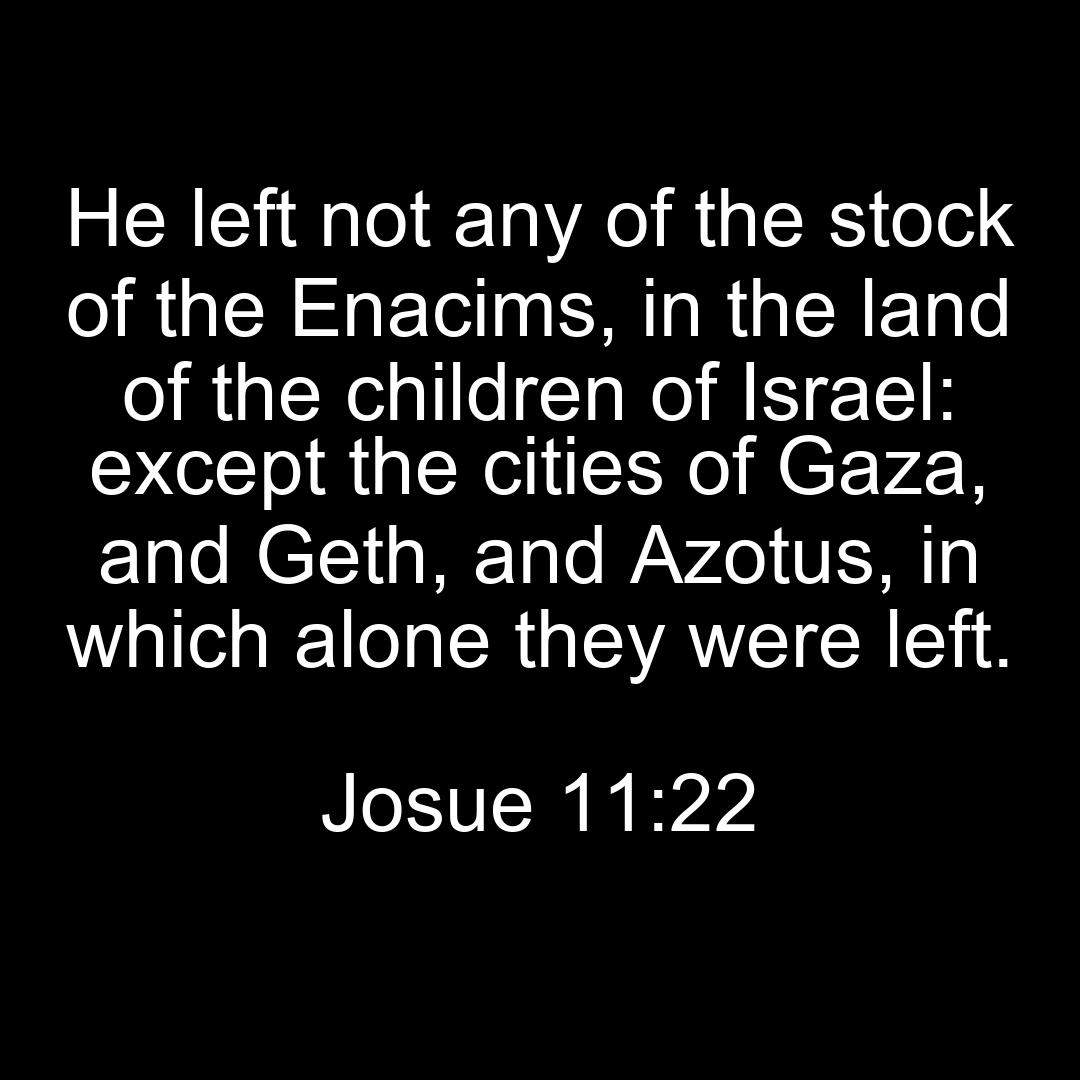 He left not any of the stock
of the Enacims, in the land
of the children of Israel:
except the cities of Gaza,
and Geth, and Azotus, in
which alone they were left.
Josue 11:22